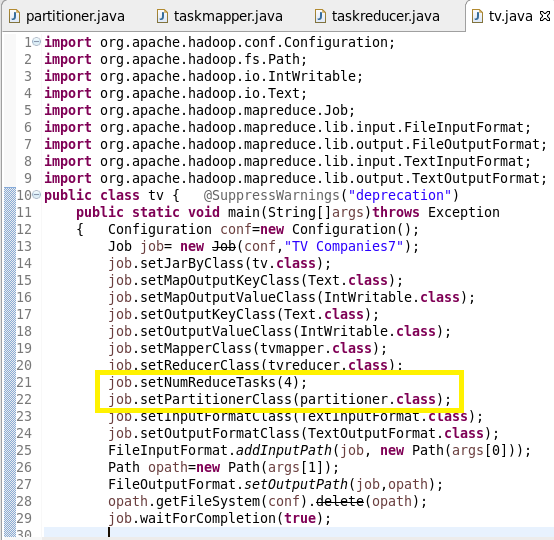 partitioner.java taskmapper.java taskreducer.java tv.java
1 import org.apache.hadoop.conf.Configuration;
2 import org.apache.hadoop.fs.Path;
3 import org.apache.hadoop.io.IntWritable;
4 import org.apache.hadoop.io.Text;
5 import org.apache.hadoop.mapreduce.Job;
6 import org.apache.hadoop.mapreduce.lib.input.FileInputFormat;
7 import org.apache.hadoop.mapreduce.lib.output.FileOutputFormat;
8 import org.apache.hadoop.mapreduce.lib.input.TextInputFormat;
9 import org.apache.hadoop.mapreduce.lib.output.TextOutputFormat;
10 public class tv { @SuppressWarnings("deprecation")
11 public static void main(String[]args)throws Exception
12 { Configuration conf=new Configuration();
13 Job job= new Job(conf,"TV Companies7");
14 job.setJarByClass(tv.class);
15 job.setMapOutputKeyClass(Text.class);
16 job.setMapOutputValueClass(IntWritable.class);
17 job.setOutputKeyClass(Text.class);
18 job.setOutputValueClass(IntWritable.class);
19 job.setMapperClass(tvmapper.class);
20 job.setReducerClass(tvreducer.class);
21 job.setNumReduceTasks(4);
22 job.setPartitionerClass(partitioner.class);
23 job.setInputFormatClass(TextInputFormat.class);
24 job.setOutputFormatClass(TextOutputFormat.class);
25 FileInputFormat.addInputPath(job, new Path(args[0]));
26 Path opath=new Path(args[1]);
27 FileOutputFormat.setOutputPath(job,opath);
28 opath.getFileSystem(conf).delete(opath);
29 job.waitForCompletion(true);
30